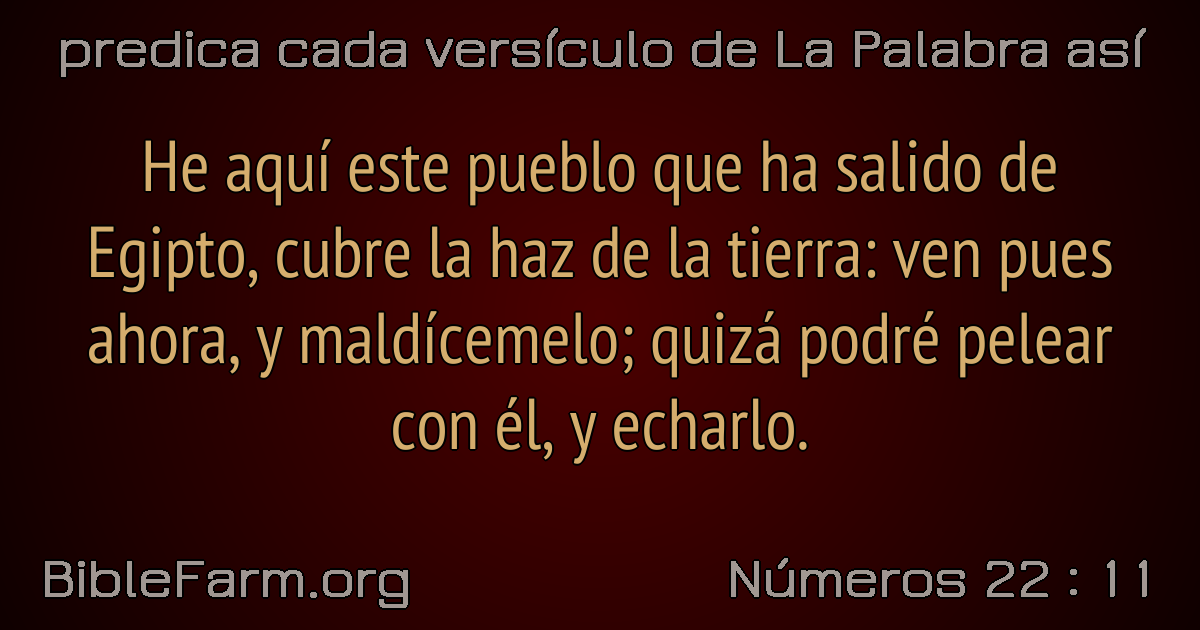 predica cada versículo de La Palabra así
He aquí este pueblo que ha salido de
Egipto, cubre la haz de la tierra: ven pues
ahora, y maldícemelo; quizá podré pelear
con él, y echarlo.
BibleFarm.org
Números 22 : 11